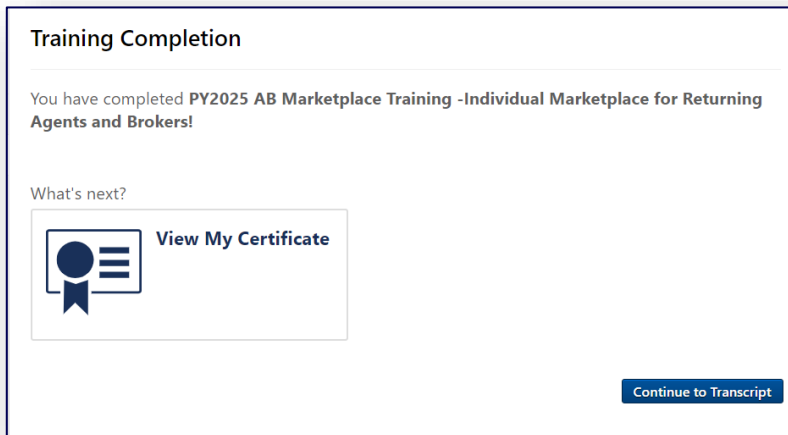 Training Completion
You have completed PY2025 AB Marketplace Training -Individual Marketplace for Returning
Agents and Brokers!
What's next?
View My Certificate
Continue to Transcript